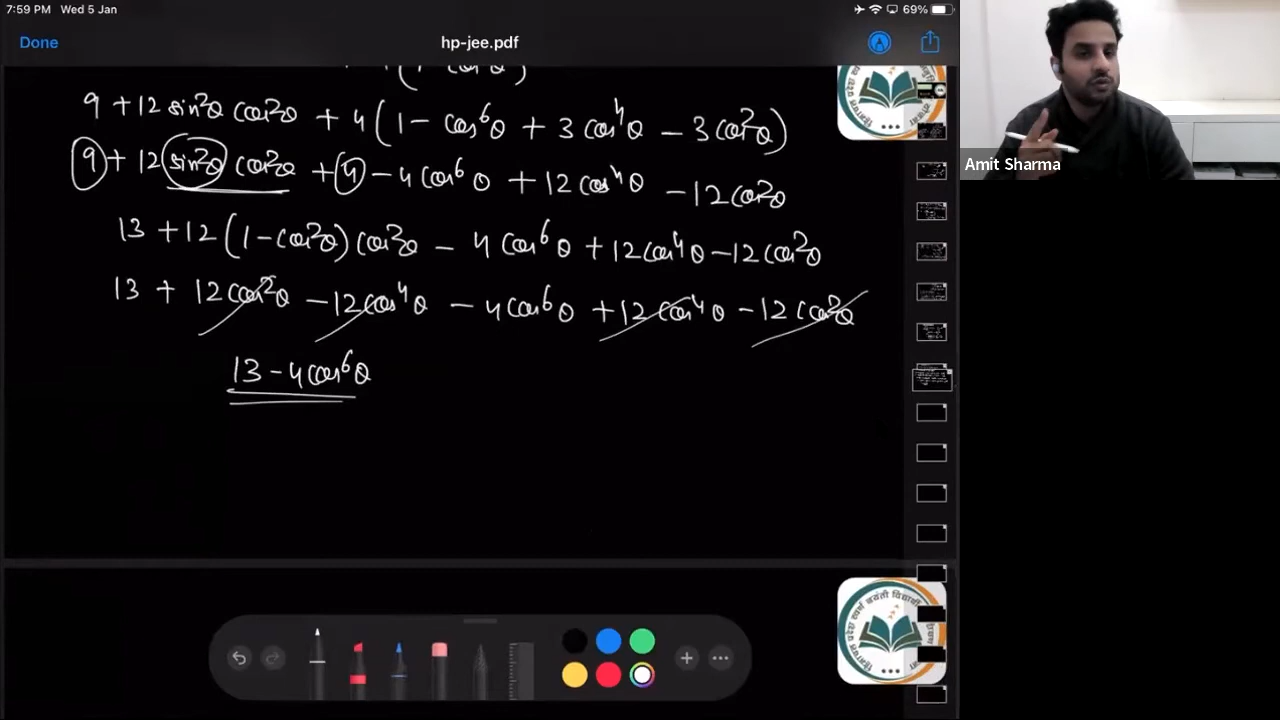 7:59 PM Wed 5 Jan
69%
Done
hp-jee.pdf
9 + 12 sin²θ cos²θ + 4(1 - cos⁶θ + 3 cos⁴θ - 3 cos²θ)
9 + 12 sin²θ cos²θ + 4 - 4 cos⁶θ + 12 cos⁴θ - 12 cos²θ
13 + 12(1 - cos²θ) cos²θ - 4 cos⁶θ + 12 cos⁴θ - 12 cos²θ
13 + 12 cos²θ - 12 cos⁴θ - 4 cos⁶θ + 12 cos⁴θ - 12 cos²θ
13 - 4 cos⁶θ
Amit Sharma